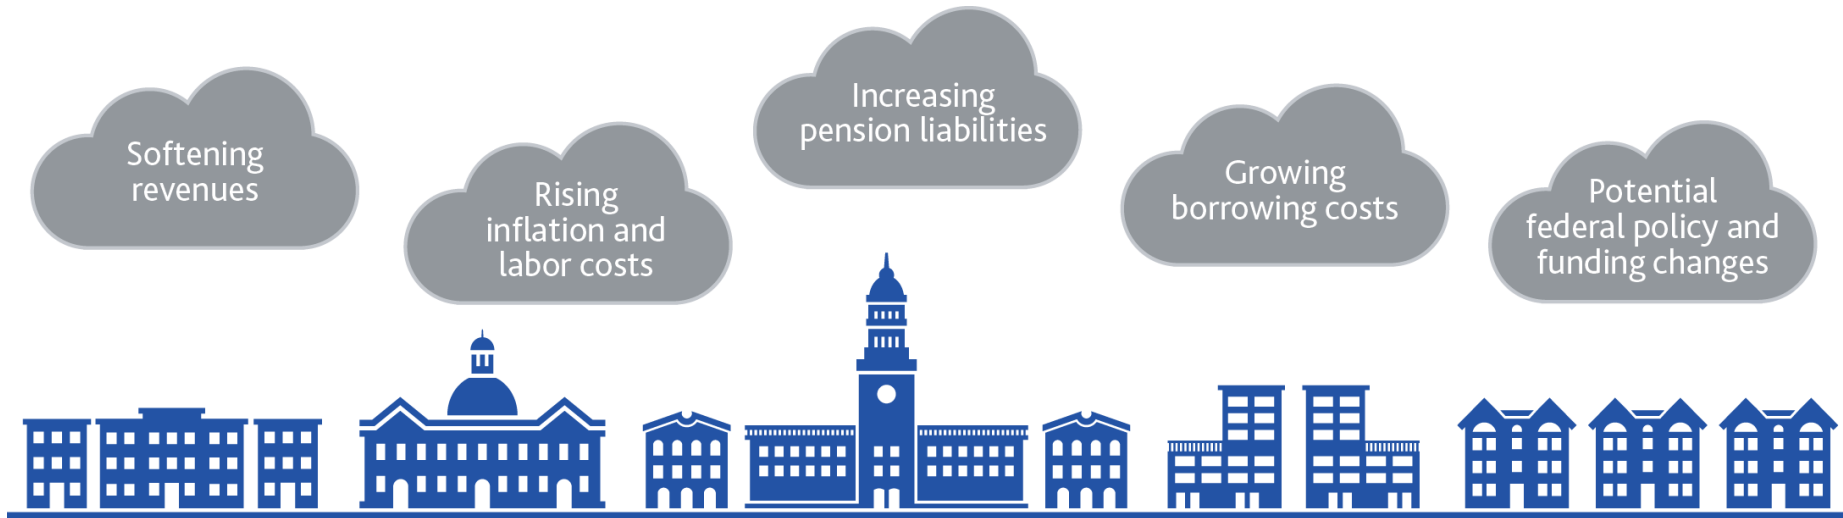 Softening
revenues
Rising
inflation and
labor costs
Increasing
pension liabilities
Growing
borrowing costs
Potential
federal policy and
funding changes